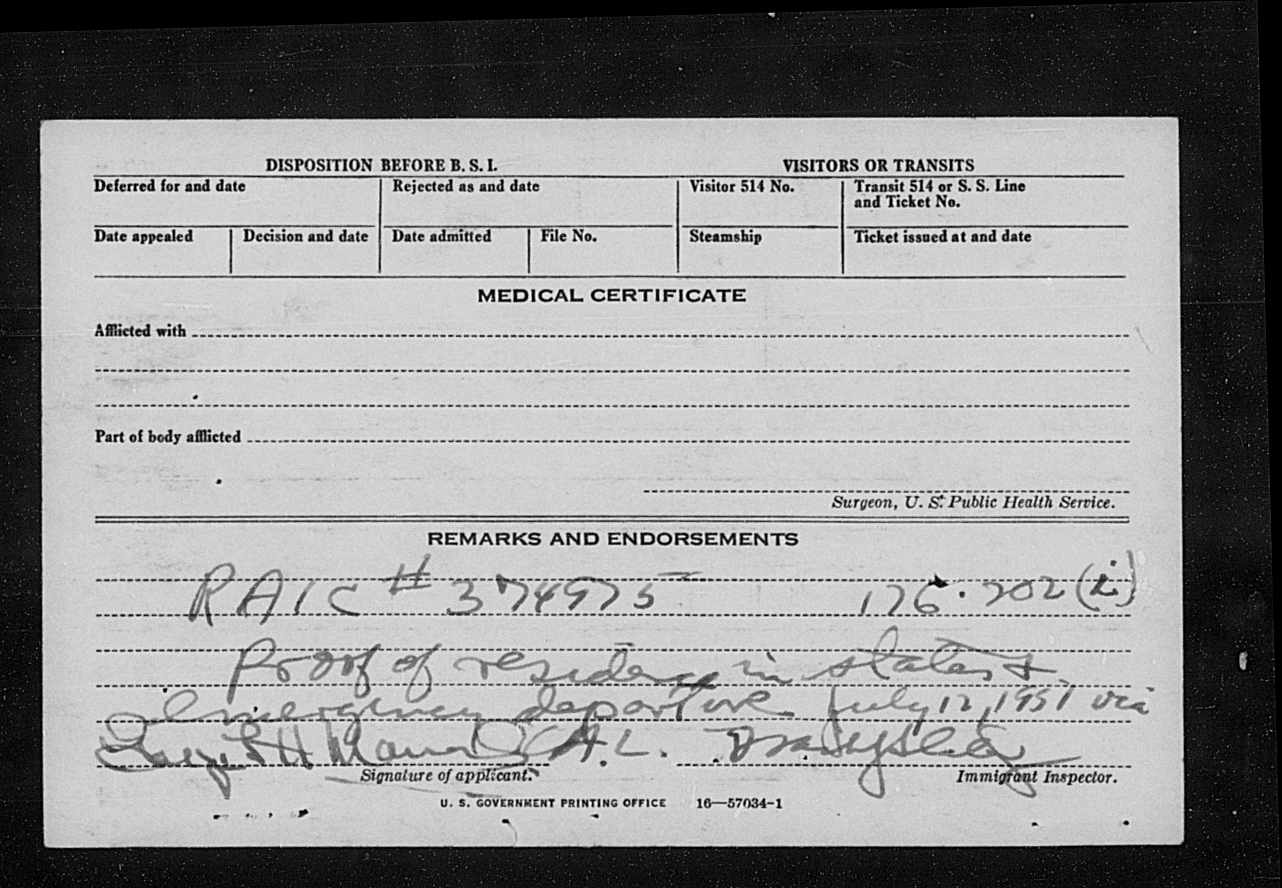 DISPOSITION BEFORE B. S. I. VISITORS OR TRANSITS
Deferred for and date Rejected as and date Visitor 514 No. Transit 514 or S. S. Line and Ticket No.
Date appealed Decision and date Date admitted File No. Steamship Ticket issued at and date
MEDICAL CERTIFICATE
Afflicted with
Part of body afflicted
Surgeon, U. S. Public Health Service.
REMARKS AND ENDORSEMENTS
RAIC # 374975 176.202 (i)
Proof of residence in states +
emergency departure July 12, 1951 via
A. L.
Signature of applicant. Immigrant Inspector.
U. S. GOVERNMENT PRINTING OFFICE 16—57034-1